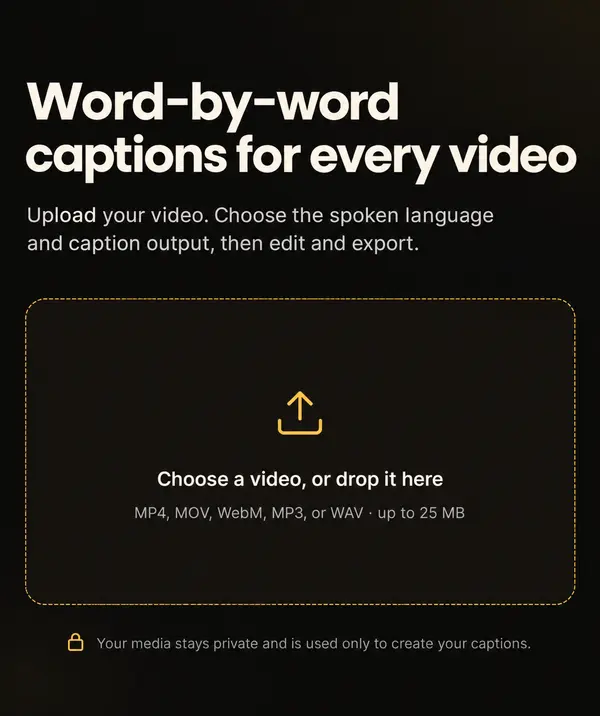 Word-by-word
captions for every video
Upload your video. Choose the spoken language
and caption output, then edit and export.
Choose a video, or drop it here
MP4, MOV, WebM, MP3, or WAV · up to 25 MB
Your media stays private and is used only to create your captions.